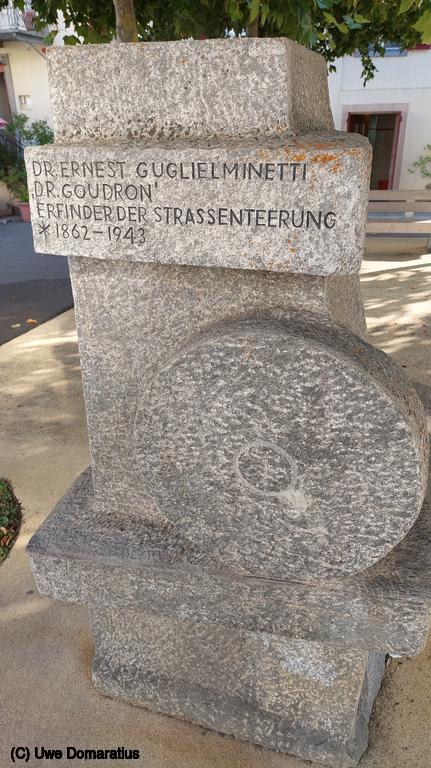 DR. ERNEST GUGLIELMINETTI
DR. GOUDRON'
ERFINDER DER STRASSENTEERUNG
*1862-1943
(C) Uwe Domaratius